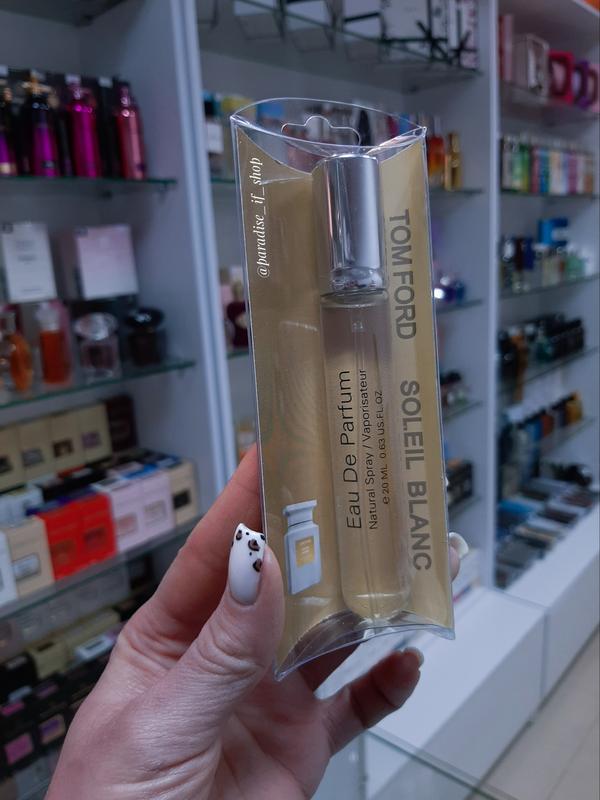 @paradise_if_shop
TOM FORD SOLEIL BLANC
Eau De Parfum
Natural Spray / Vaporisateur
e 20 ML 0.63 US.FL.OZ